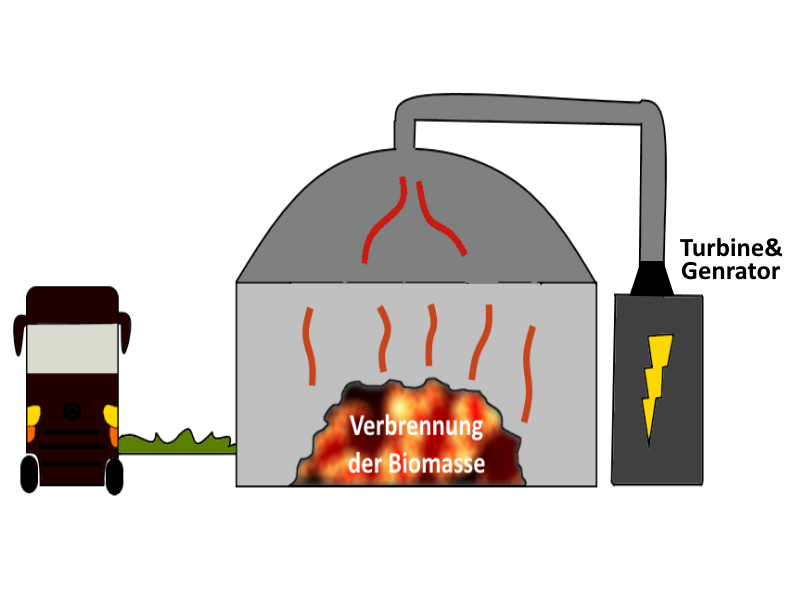 Turbine&
Genrator
Verbrennung
der Biomasse